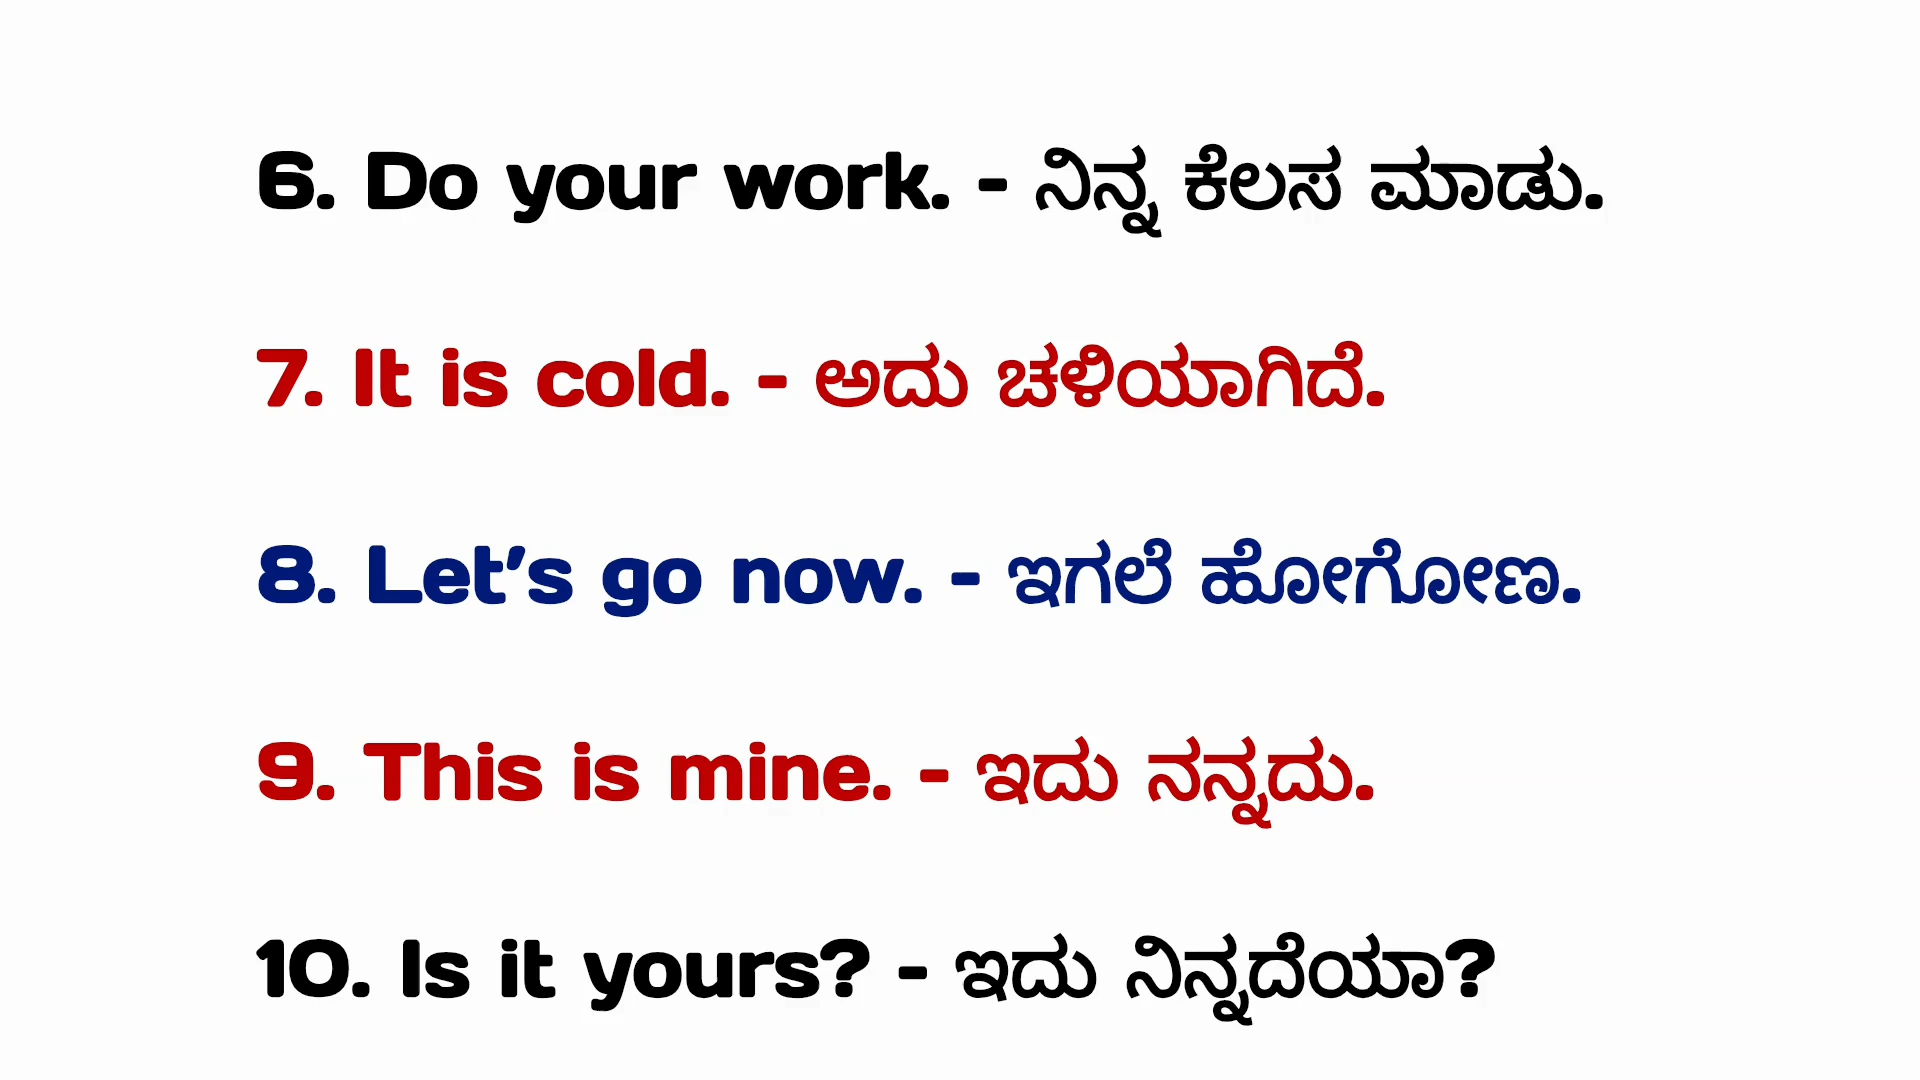 6. Do your work. - ನಿನ್ನ ಕೆಲಸ ಮಾಡು.
7. It is cold. - ಅದು ಚಳಿಯಾಗಿದೆ.
8. Let's go now. - ಇಗಲೆ ಹೋಗೋಣ.
9. This is mine. - ಇದು ನನ್ನದು.
10. Is it yours? - ಇದು ನಿನ್ನದೆಯಾ?